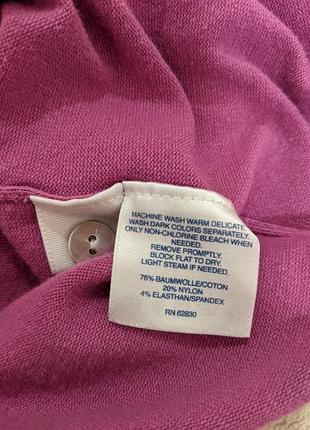 MACHINE WASH WARM DELICATE.
WASH DARK COLORS SEPARATELY.
ONLY NON-CHLORINE BLEACH WHEN
NEEDED.
REMOVE PROMPTLY.
BLOCK FLAT TO DRY.
LIGHT STEAM IF NEEDED.
76% BAUMWOLLE/COTTON
20% NYLON
4% ELASTHAN/SPANDEX
RN 62830